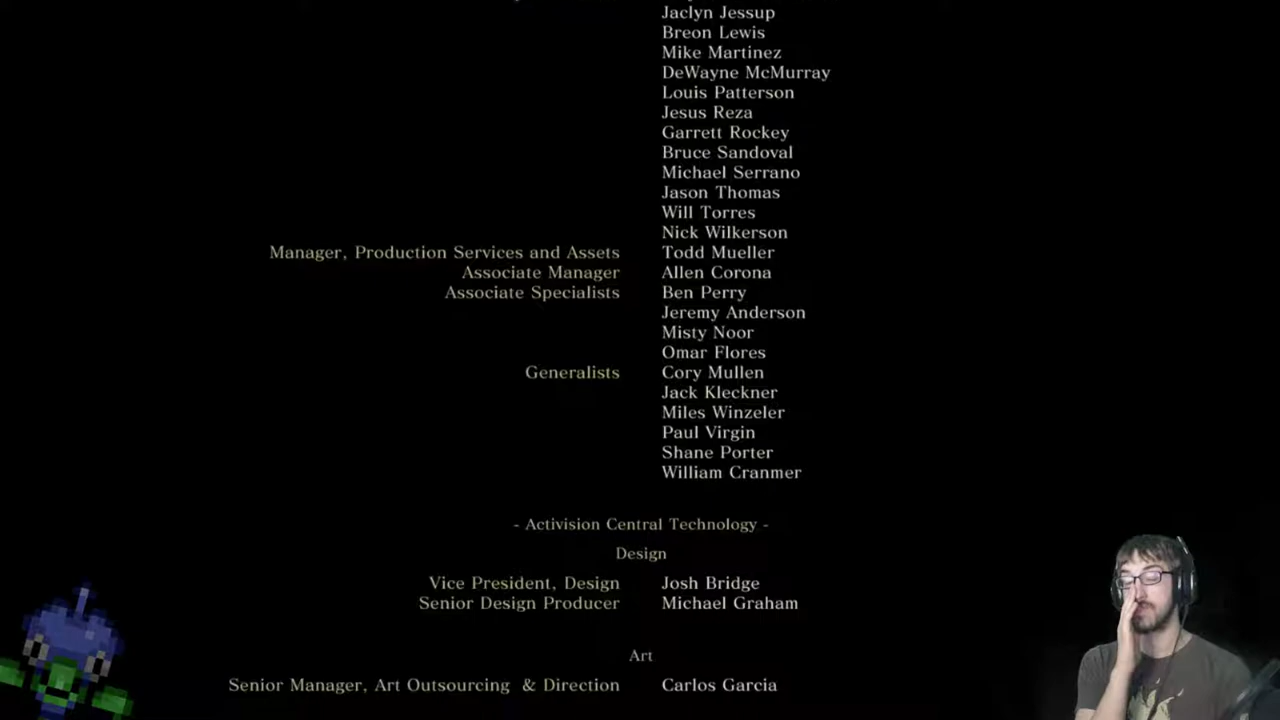 Jaclyn Jessup
Breon Lewis
Mike Martinez
DeWayne McMurray
Louis Patterson
Jesus Reza
Garrett Rockey
Bruce Sandoval
Michael Serrano
Jason Thomas
Will Torres
Nick Wilkerson
Manager, Production Services and Assets Todd Mueller
Associate Manager Allen Corona
Associate Specialists Ben Perry
Jeremy Anderson
Misty Noor
Omar Flores
Generalists Cory Mullen
Jack Kleckner
Miles Winzeler
Paul Virgin
Shane Porter
William Cranmer
- Activision Central Technology -
Design
Vice President, Design Josh Bridge
Senior Design Producer Michael Graham
Art
Senior Manager, Art Outsourcing & Direction Carlos Garcia